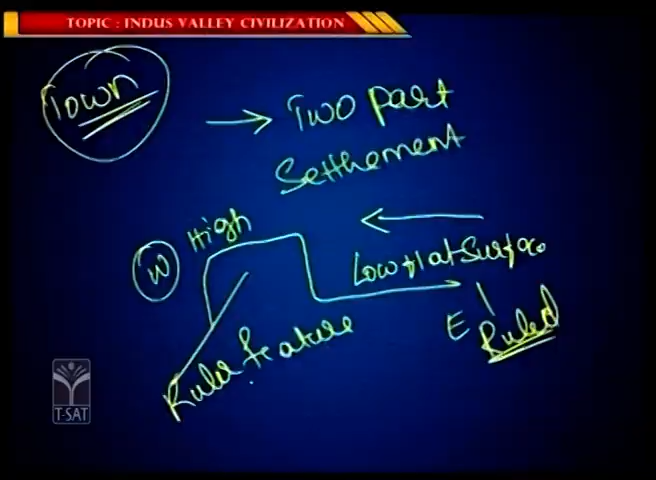 TOPIC : INDUS VALLEY CIVILIZATION
Town
→ Two Part
Settlement
High
W
Low flat Surface
E
Ruled
Ruler feature
T-SAT